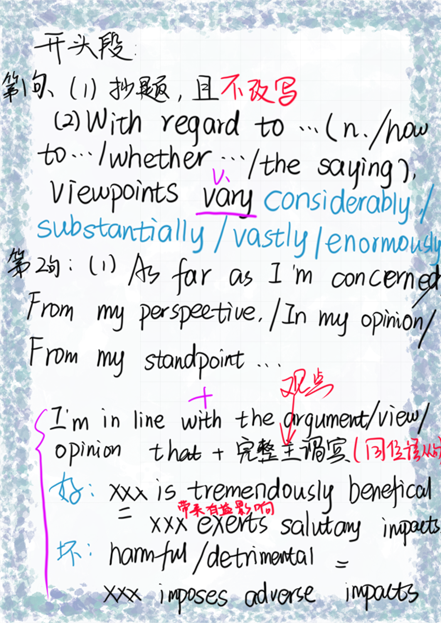 开头段:
第1句、(1) 抄题, 且不改写
(2) With regard to … (n./how
to…/whether …/the saying),
v.
viewpoints vary considerably/
substantially/vastly/enormously
第2句: (1) As far as I'm concerned
From my perspeetive./In my opinion/
From my standpoint …
+ 观点
I'm in line with the argument/view/
opinion that + 完整主谓宾(同位语从句
好: xxx is tremendously benefical
带来有益影响
= xxx exerts salutary impacts
坏: harmful/detrimental =
xxx imposes adverse impacts